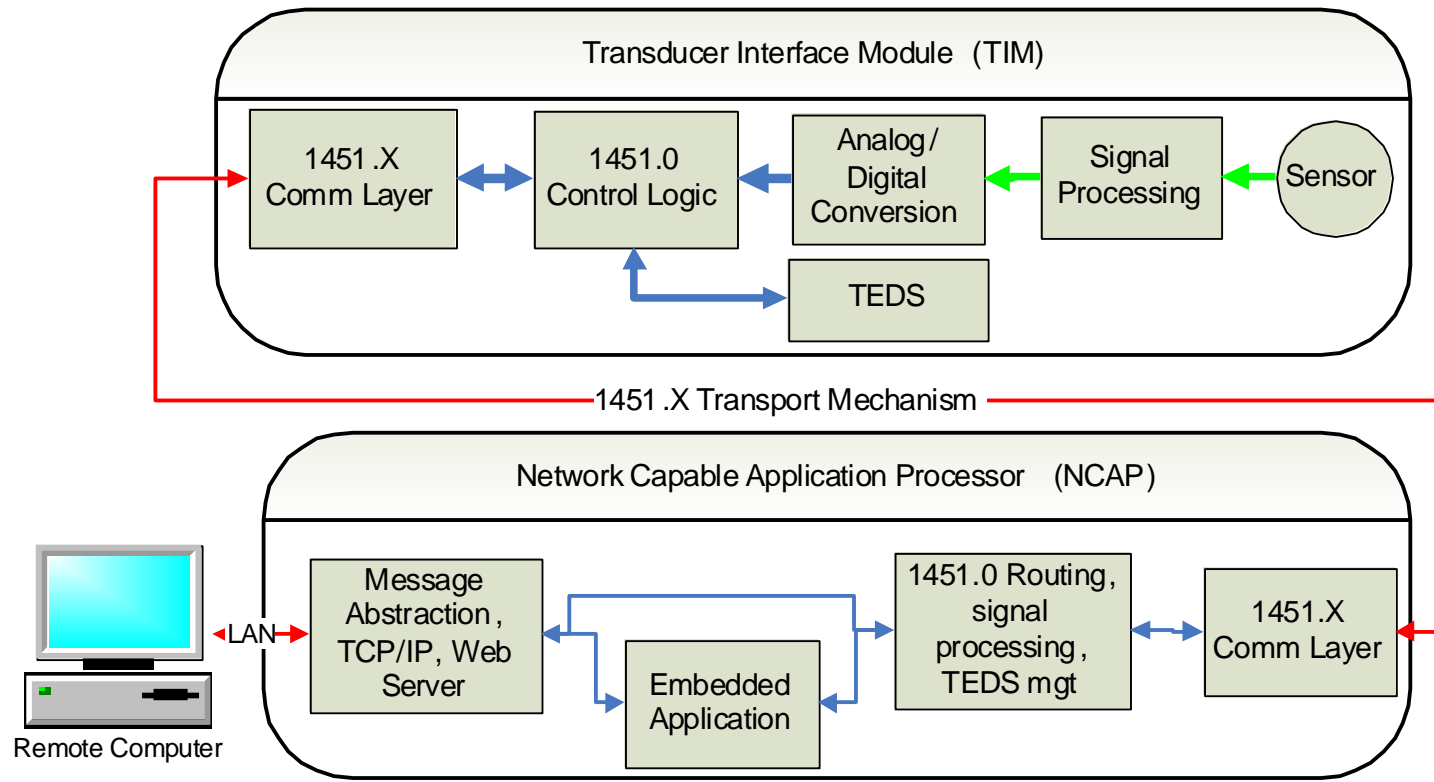 Transducer Interface Module (TIM)
1451.X
Comm Layer
1451.0
Control Logic
Analog/
Digital
Conversion
Signal
Processing
Sensor
TEDS
1451.X Transport Mechanism
Network Capable Application Processor (NCAP)
Message
Abstraction,
TCP/IP, Web
Server
Embedded
Application
1451.0 Routing,
signal
processing,
TEDS mgt
1451.X
Comm Layer
LAN
Remote Computer